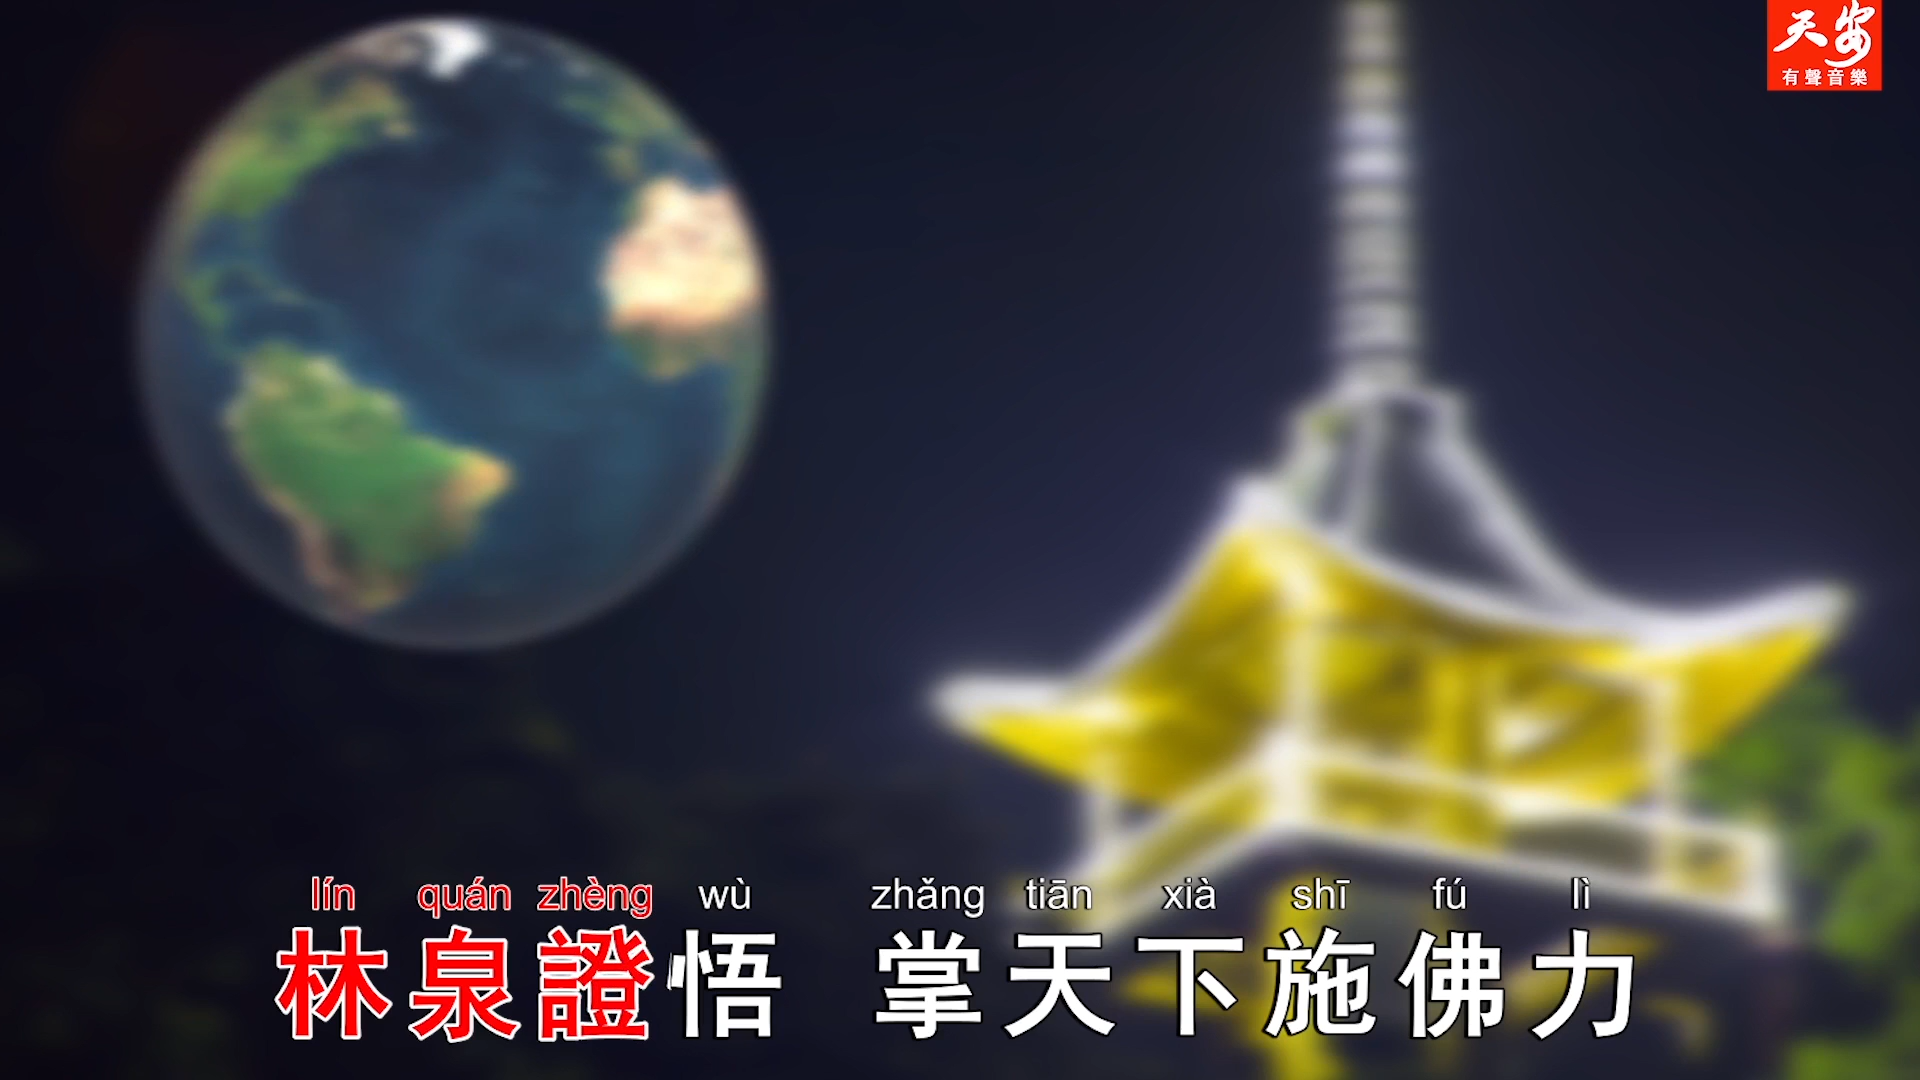 天安
有聲音樂
lín quán zhèng wù zhǎng tiān xià shī fú lì
林泉證悟 掌天下施佛力